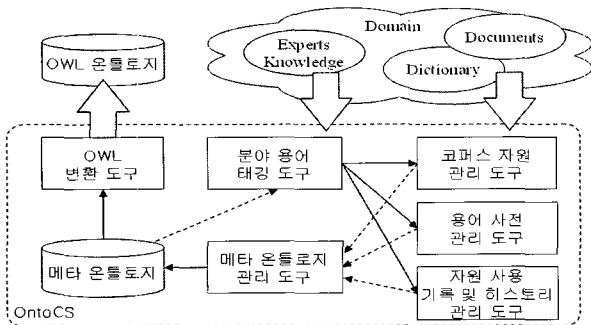 Domain
Experts
Knowledge
Documents
Dictionary
OWL 온톨로지
OWL
변환 도구
분야 용어
태깅 도구
코퍼스 자원
관리 도구
용어 사전
관리 도구
메타 온톨로지
메타 온톨로지
관리 도구
자원 사용
기록 및 히스토리
관리 도구
OntoCS